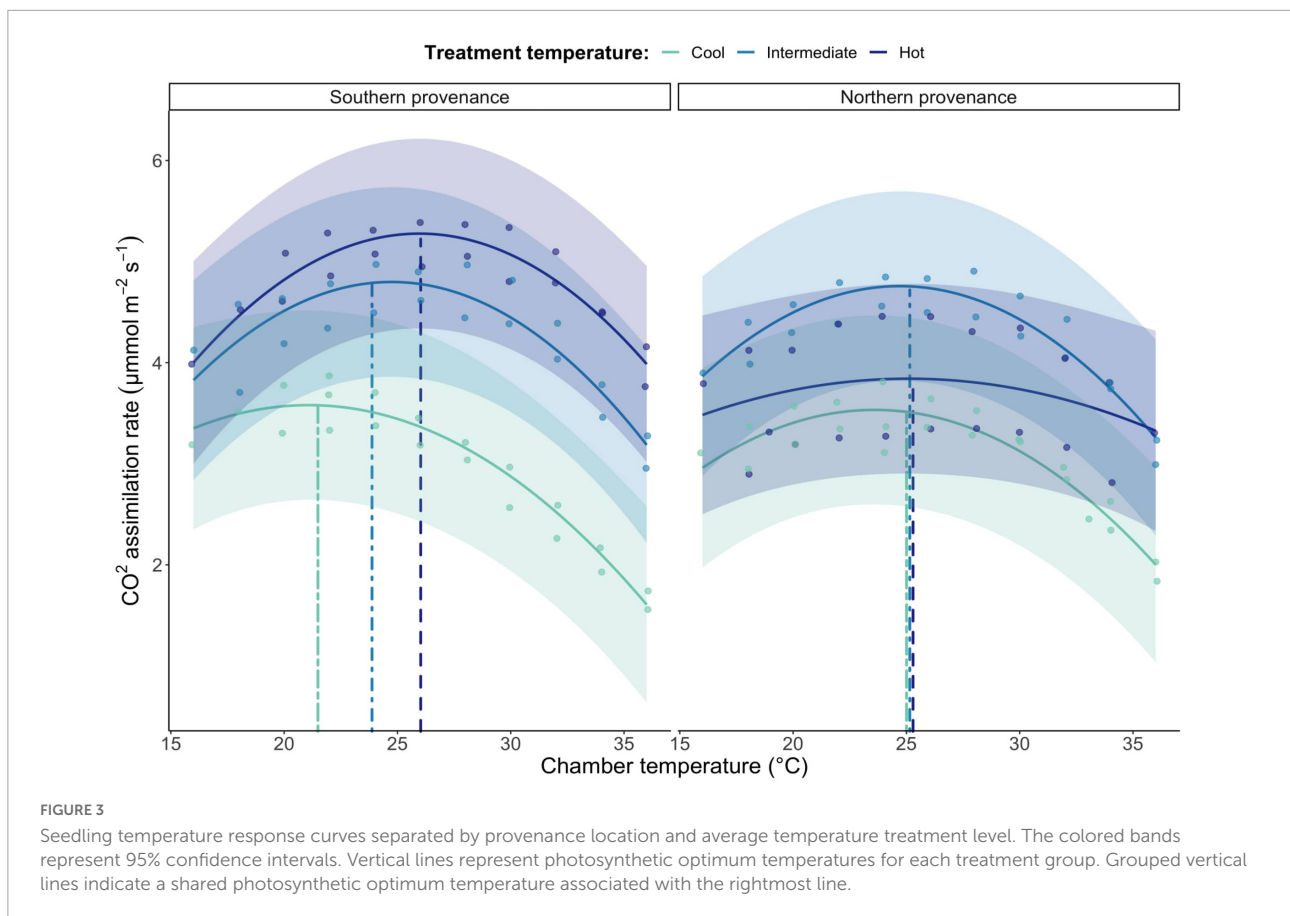 Treatment temperature: Cool Intermediate Hot
Southern provenance Northern provenance
6
4
2
CO² assimilation rate (µmmol m⁻² s⁻¹)
15 20 25 30 35 15 20 25 30 35
Chamber temperature (°C)
FIGURE 3
Seedling temperature response curves separated by provenance location and average temperature treatment level. The colored bands
represent 95% confidence intervals. Vertical lines represent photosynthetic optimum temperatures for each treatment group. Grouped vertical
lines indicate a shared photosynthetic optimum temperature associated with the rightmost line.